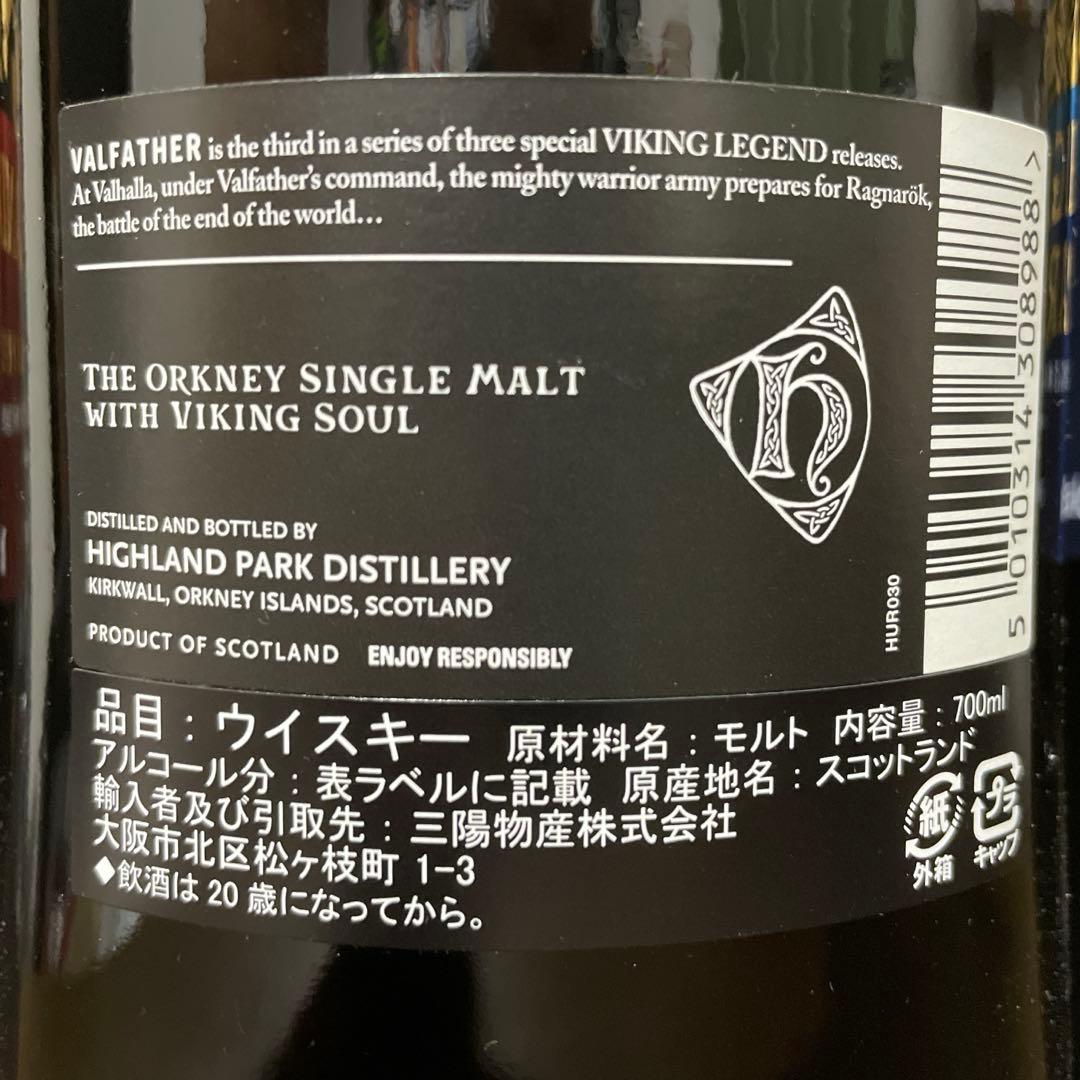 VALFATHER is the third in a series of three special VIKING LEGEND releases.
At Valhalla, under Valfather's command, the mighty warrior army prepares for Ragnarök,
the battle of the end of the world...
THE ORKNEY SINGLE MALT
WITH VIKING SOUL
h
DISTILLED AND BOTTLED BY
HIGHLAND PARK DISTILLERY
KIRKWALL, ORKNEY ISLANDS, SCOTLAND
PRODUCT OF SCOTLAND ENJOY RESPONSIBLY
HUR030
5 010314 308988 >
品目 : ウイスキー 原材料名 : モルト 内容量 : 700ml
アルコール分 : 表ラベルに記載 原産地名 : スコットランド
輸入者及び引取先 : 三陽物産株式会社
大阪市北区松ヶ枝町 1-3
◆飲酒は 20 歳になってから。
紙
外箱
プラ
キャップ